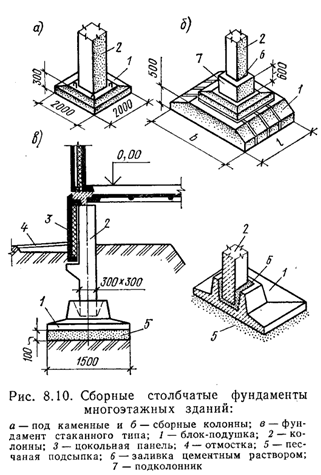 а)
б)
2
1
300
2000
2000
2
6
7
1
500
600
b
l
в)
0,00
3
2
4
300×300
1
5
100
1500
2
6
1
5
Рис. 8.10. Сборные столбчатые фундаменты
многоэтажных зданий:
а — под каменные и б — сборные колонны; в — фун-
дамент стаканного типа; 1 — блок-подушка; 2 — ко-
лонны; 3 — цокольная панель; 4 — отмостка; 5 — пес-
чаная подсыпка; 6 — заливка цементным раствором;
7 — подколонник